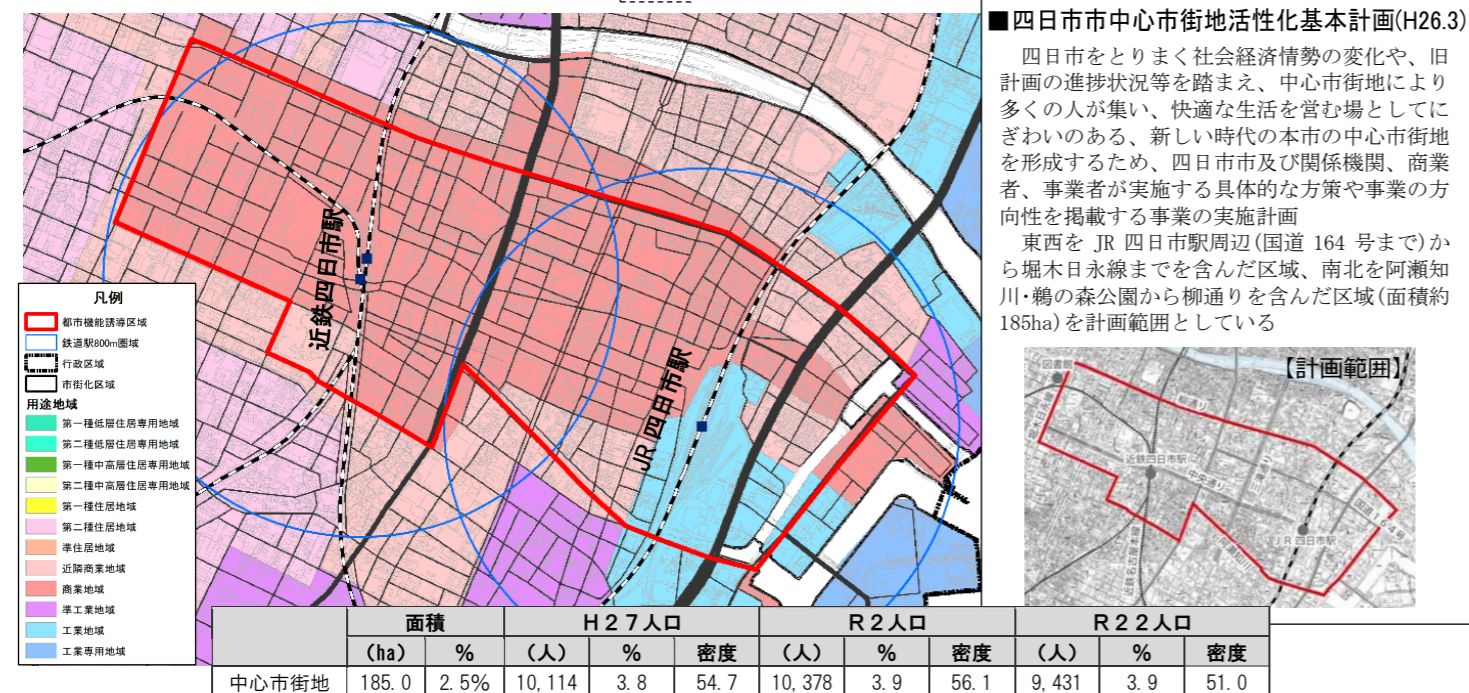 ■四日市市中心市街地活性化基本計画(H26.3)
四日市をとりまく社会経済情勢の変化や、旧
計画の進捗状況等を踏まえ、中心市街地により
多くの人が集い、快適な生活を営む場としてに
ぎわいのある、新しい時代の本市の中心市街地
を形成するため、四日市市及び関係機関、商業
者、事業者が実施する具体的な方策や事業の方
向性を掲載する事業の実施計画
東西を JR 四日市駅周辺(国道 164 号まで)か
ら堀木日永線までを含んだ区域、南北を阿瀬知
川・鵜の森公園から柳通りを含んだ区域(面積約
185ha)を計画範囲としている
【計画範囲】
図書館
柳通り
近鉄四日市駅
JR四日市駅
近鉄四日市駅
JR 四日市駅
凡例
都市機能誘導区域
鉄道駅800m圏域
行政区域
市街化区域
用途地域
第一種低層住居専用地域
第二種低層住居専用地域
第一種中高層住居専用地域
第二種中高層住居専用地域
第一種住居地域
第二種住居地域
準住居地域
近隣商業地域
商業地域
準工業地域
工業地域
工業専用地域
面積 H27人口 R2人口 R22人口
(ha) % (人) % 密度 (人) % 密度 (人) % 密度
中心市街地 185.0 2.5% 10,114 3.8 54.7 10,378 3.9 56.1 9,431 3.9 51.0